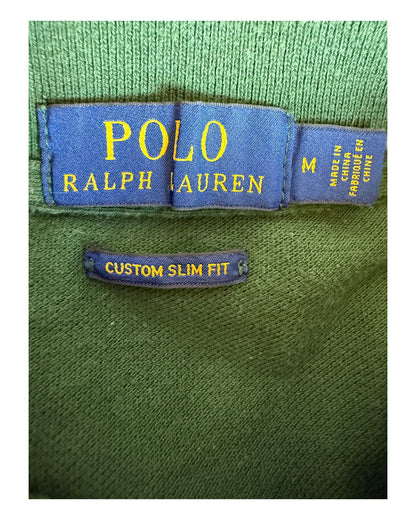 POLO
RALPH LAUREN
M
MADE IN
CHINA
FABRIQUÉ EN
CHINE
CUSTOM SLIM FIT